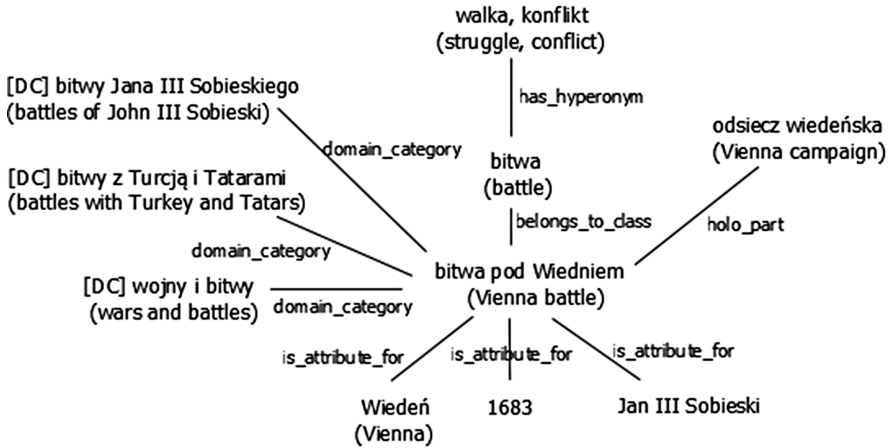 walka, konflikt
(struggle, conflict)
[DC] bitwy Jana III Sobieskiego
(battles of John III Sobieski)
has_hyperonym
odsiecz wiedeńska
(Vienna campaign)
domain_category
bitwa
(battle)
[DC] bitwy z Turcją i Tatarami
(battles with Turkey and Tatars)
belongs_to_class
holo_part
domain_category
bitwa pod Wiedniem
(Vienna battle)
[DC] wojny i bitwy
(wars and battles)
domain_category
is_attribute_for
is_attribute_for
is_attribute_for
Wiedeń
(Vienna)
1683
Jan III Sobieski